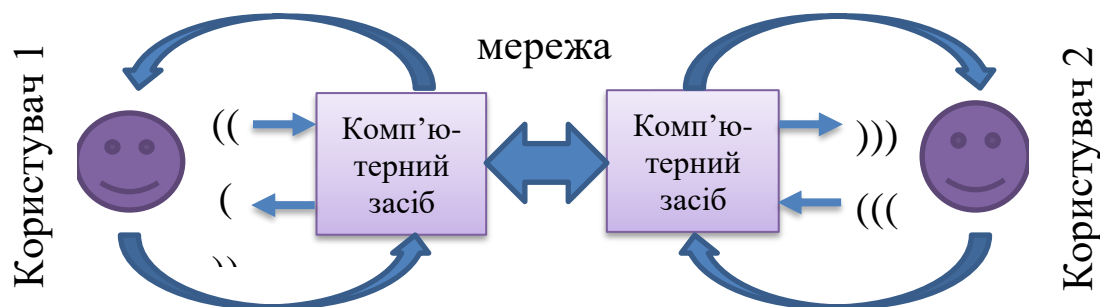 Користувач 1
мережа
Користувач 2
((
(
))
Комп’ю-
терний
засіб
Комп’ю-
терний
засіб
)))
(((